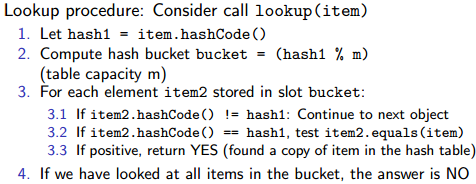 Lookup procedure: Consider call lookup(item)
1. Let hash1 = item.hashCode()
2. Compute hash bucket bucket = (hash1 % m)
(table capacity m)
3. For each element item2 stored in slot bucket:
3.1 If item2.hashCode() != hash1: Continue to next object
3.2 If item2.hashCode() == hash1, test item2.equals(item)
3.3 If positive, return YES (found a copy of item in the hash table)
4. If we have looked at all items in the bucket, the answer is NO